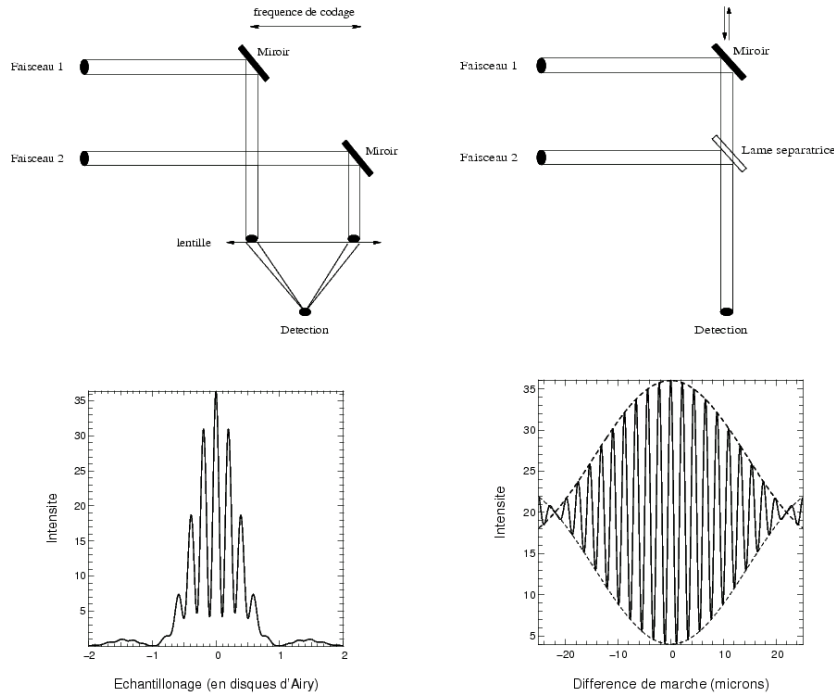 frequence de codage
Miroir
Faisceau 1
Faisceau 2
Miroir
lentille
Detection
Miroir
Faisceau 1
Faisceau 2
Lame separatrice
Detection
35
30
25
20
15
10
5
Intensite
−2 −1 0 1 2
Echantillonage (en disques d'Airy)
35
30
25
20
15
10
5
Intensite
−20 −10 0 10 20
Difference de marche (microns)